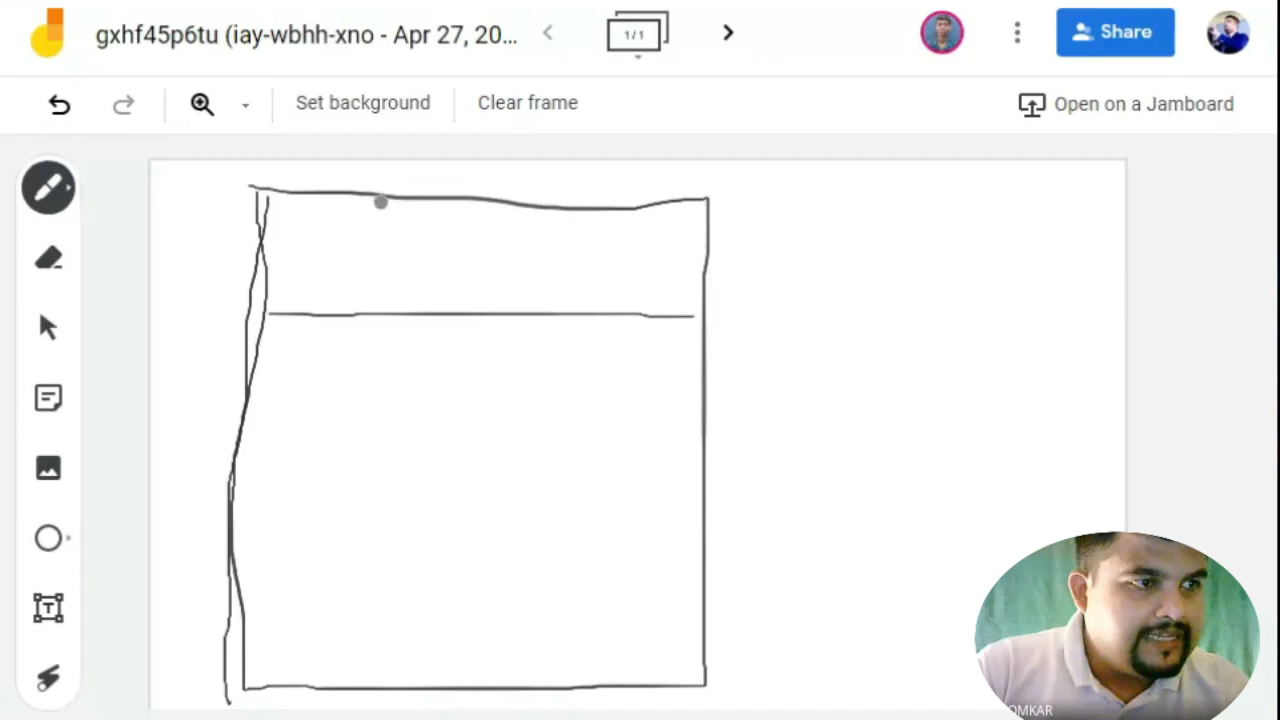 gxhf45p6tu (iay-wbhh-xno - Apr 27, 20...
1/1
Share
Set background
Clear frame
Open on a Jamboard
T
OMKAR